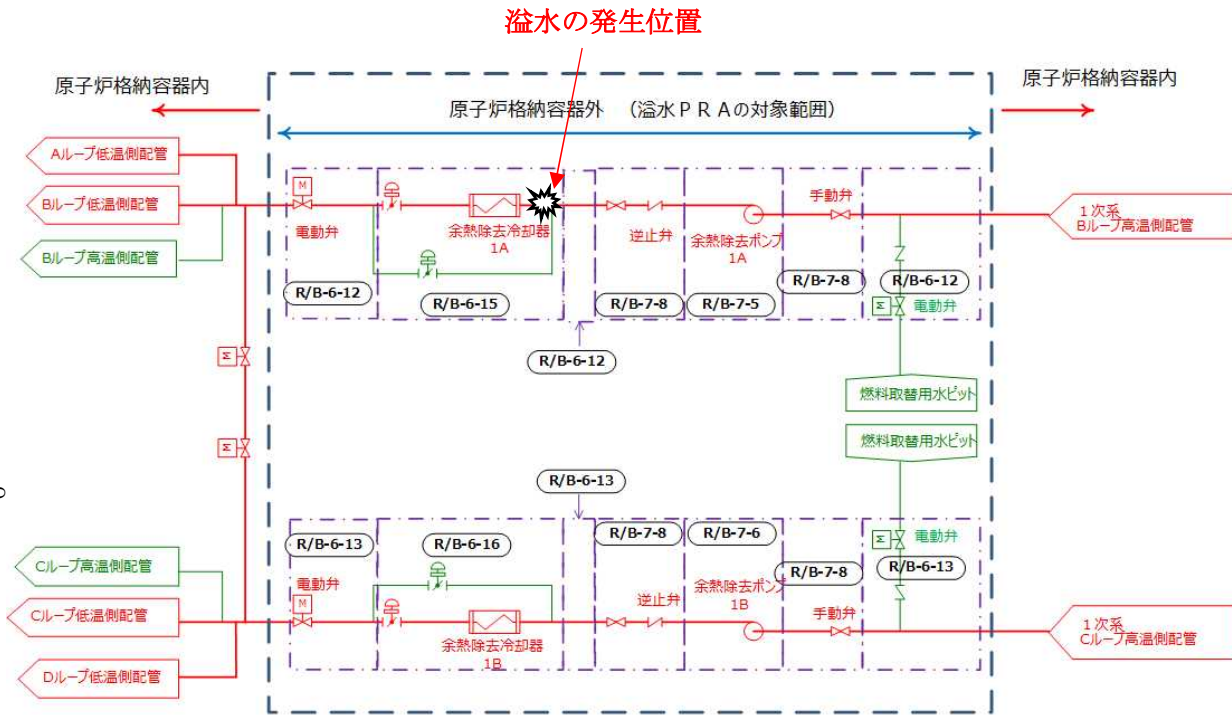 溢水の発生位置
原子炉格納容器内
原子炉格納容器外 （溢水ＰＲＡの対象範囲）
原子炉格納容器内
Aループ低温側配管
Bループ低温側配管
Bループ高温側配管
M
電動弁
余熱除去冷却器
1A
逆止弁
余熱除去ポンプ
1A
手動弁
１次系
Bループ高温側配管
R/B-6-12
R/B-6-15
R/B-7-8
R/B-7-5
R/B-7-8
R/B-6-12
M
電動弁
R/B-6-12
M
燃料取替用水ピット
M
燃料取替用水ピット
R/B-6-13
R/B-6-13
R/B-6-16
R/B-7-8
R/B-7-6
M
電動弁
R/B-7-8
R/B-6-13
Cループ高温側配管
Cループ低温側配管
Dループ低温側配管
電動弁
M
余熱除去冷却器
1B
逆止弁
余熱除去ポンプ
1B
手動弁
１次系
Cループ高温側配管